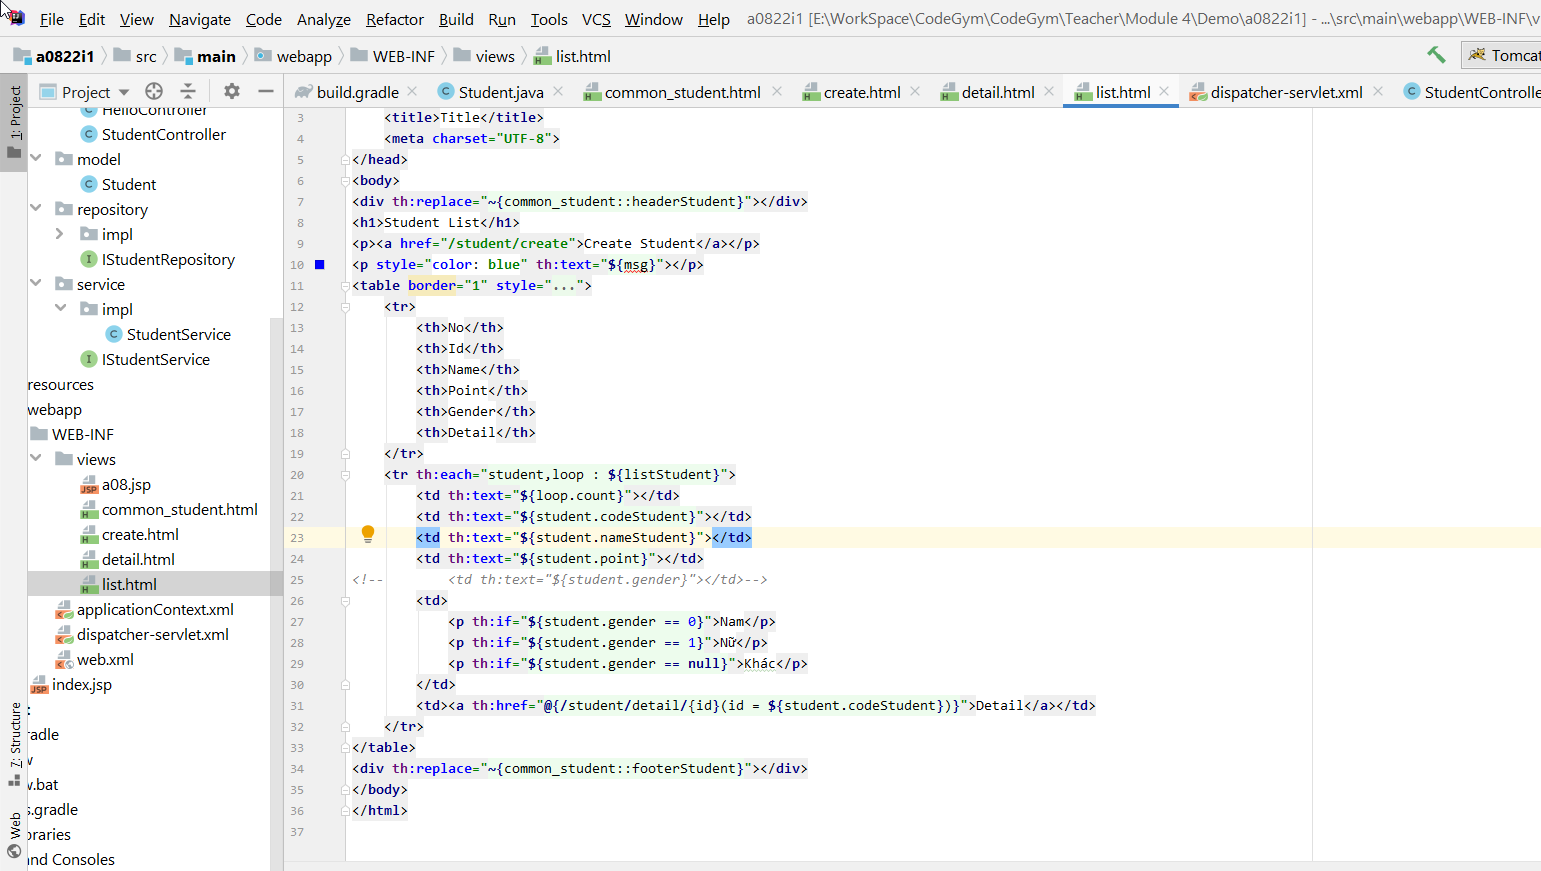 File Edit View Navigate Code Analyze Refactor Build Run Tools VCS Window Help a0822i1 [E:\WorkSpace\CodeGym\CodeGym\Teacher\Module 4\Demo\a0822i1] - ...\src\main\webapp\WEB-INF\v
a0822i1 src main webapp WEB-INF views list.html Tomcat
Project build.gradle Student.java common_student.html create.html detail.html list.html dispatcher-servlet.xml StudentController
1: Project
7: Structure
Web
HelloController
StudentController
model
Student
repository
impl
IStudentRepository
service
impl
StudentService
IStudentService
resources
webapp
WEB-INF
views
a08.jsp
common_student.html
create.html
detail.html
list.html
applicationContext.xml
dispatcher-servlet.xml
web.xml
index.jsp
:
radle
w
w.bat
s.gradle
braries
and Consoles
3 <title>Title</title>
4 <meta charset="UTF-8">
5 </head>
6 <body>
7 <div th:replace="~{common_student::headerStudent}"></div>
8 <h1>Student List</h1>
9 <p><a href="/student/create">Create Student</a></p>
10 <p style="color: blue" th:text="${msg}"></p>
11 <table border="1" style="...">
12 <tr>
13 <th>No</th>
14 <th>Id</th>
15 <th>Name</th>
16 <th>Point</th>
17 <th>Gender</th>
18 <th>Detail</th>
19 </tr>
20 <tr th:each="student,loop : ${listStudent}">
21 <td th:text="${loop.count}"></td>
22 <td th:text="${student.codeStudent}"></td>
23 <td th:text="${student.nameStudent}"></td>
24 <td th:text="${student.point}"></td>
25 <!-- <td th:text="${student.gender}"></td>-->
26 <td>
27 <p th:if="${student.gender == 0}">Nam</p>
28 <p th:if="${student.gender == 1}">Nữ</p>
29 <p th:if="${student.gender == null}">Khác</p>
30 </td>
31 <td><a th:href="@{/student/detail/{id}(id = ${student.codeStudent})}">Detail</a></td>
32 </tr>
33 </table>
34 <div th:replace="~{common_student::footerStudent}"></div>
35 </body>
36 </html>
37